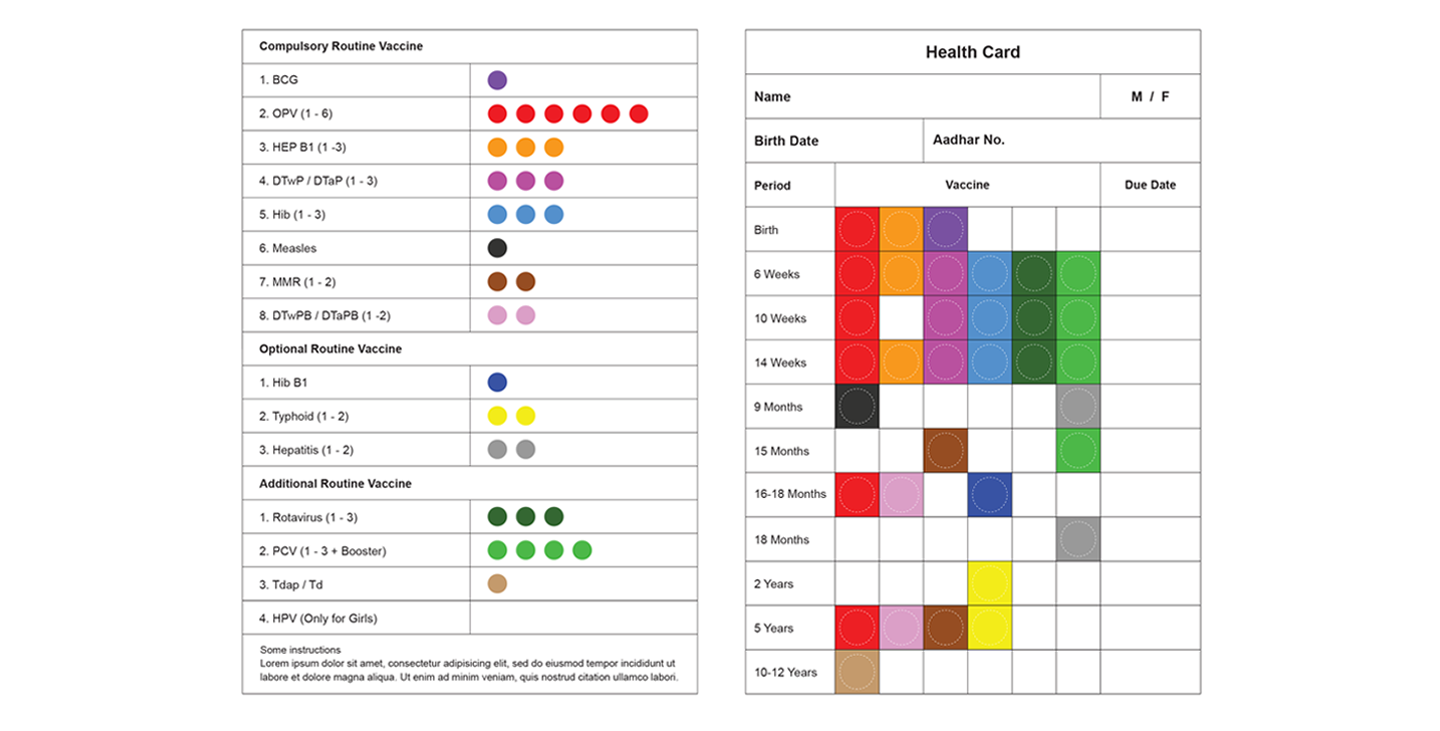 Compulsory Routine Vaccine
1. BCG
2. OPV (1 - 6)
3. HEP B1 (1 -3)
4. DTwP / DTaP (1 - 3)
5. Hib (1 - 3)
6. Measles
7. MMR (1 - 2)
8. DTwPB / DTaPB (1 -2)
Optional Routine Vaccine
1. Hib B1
2. Typhoid (1 - 2)
3. Hepatitis (1 - 2)
Additional Routine Vaccine
1. Rotavirus (1 - 3)
2. PCV (1 - 3 + Booster)
3. Tdap / Td
4. HPV (Only for Girls)
Some instructions
Lorem ipsum dolor sit amet, consectetur adipisicing elit, sed do eiusmod tempor incididunt ut
labore et dolore magna aliqua. Ut enim ad minim veniam, quis nostrud citation ullamco labori.
Health Card
Name M / F
Birth Date Aadhar No.
Period Vaccine Due Date
Birth
6 Weeks
10 Weeks
14 Weeks
9 Months
15 Months
16-18 Months
18 Months
2 Years
5 Years
10-12 Years